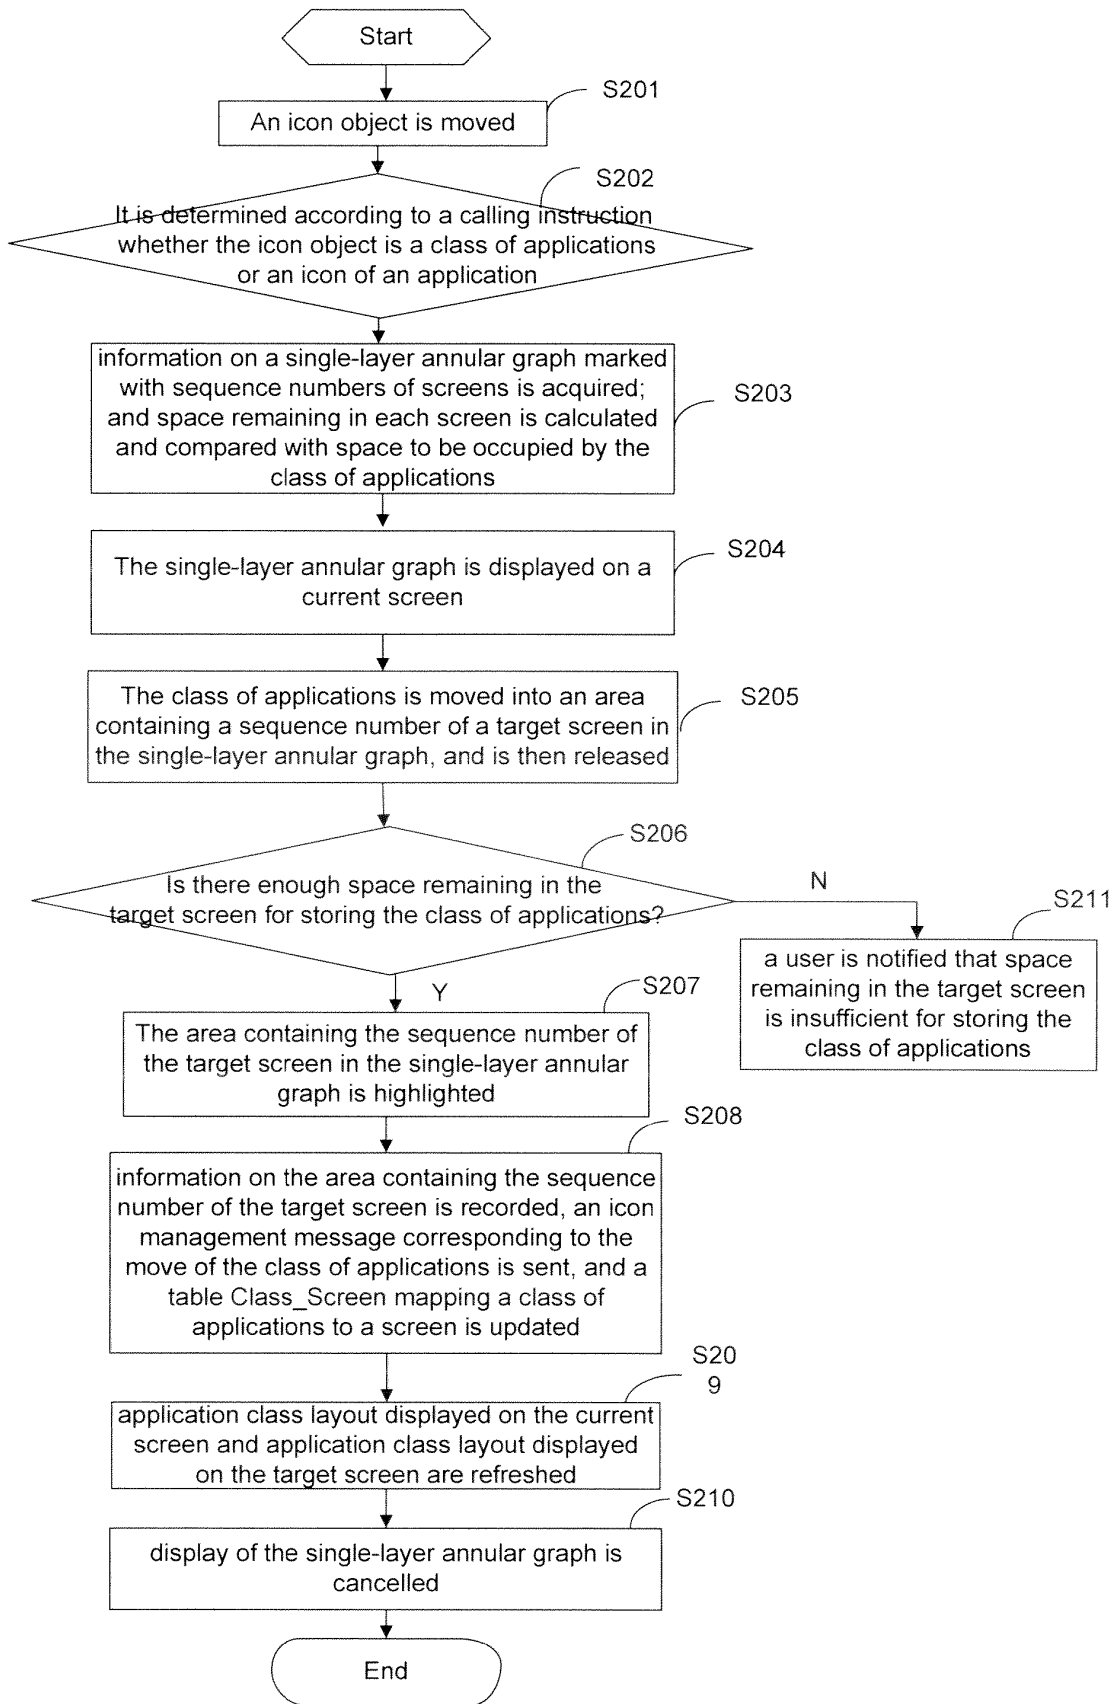 Start
S201
An icon object is moved
S202
It is determined according to a calling instruction
whether the icon object is a class of applications
or an icon of an application
information on a single-layer annular graph marked
with sequence numbers of screens is acquired;
and space remaining in each screen is calculated
and compared with space to be occupied by the
class of applications
S203
The single-layer annular graph is displayed on a
current screen
S204
The class of applications is moved into an area
containing a sequence number of a target screen in
the single-layer annular graph, and is then released
S205
S206
Is there enough space remaining in the
target screen for storing the class of applications?
N
S211
a user is notified that space
remaining in the target screen
is insufficient for storing the
class of applications
Y
S207
The area containing the sequence number of
the target screen in the single-layer annular
graph is highlighted
S208
information on the area containing the sequence
number of the target screen is recorded, an icon
management message corresponding to the
move of the class of applications is sent, and a
table Class_Screen mapping a class of
applications to a screen is updated
S20
9
application class layout displayed on the current
screen and application class layout displayed
on the target screen are refreshed
S210
display of the single-layer annular graph is
cancelled
End